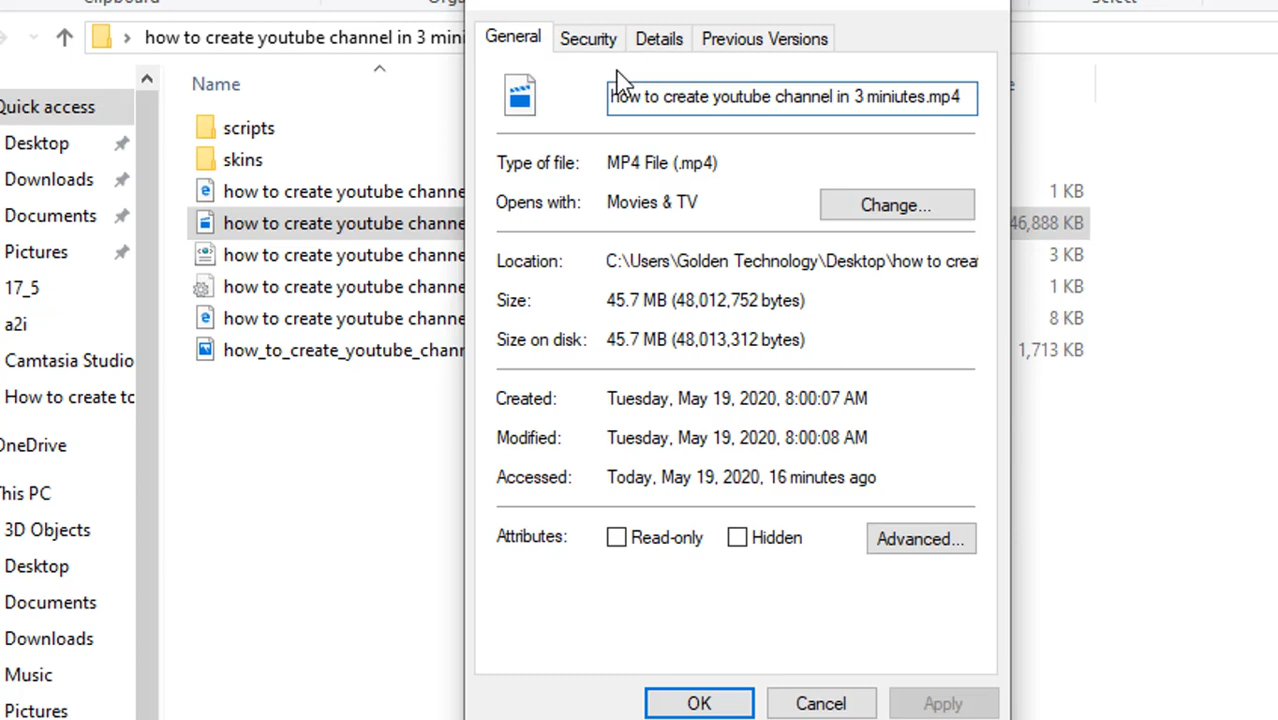 how to create youtube channel in 3 mini
General
Security
Details
Previous Versions
how to create youtube channel in 3 miniutes.mp4
Type of file: MP4 File (.mp4)
Opens with: Movies & TV
Change...
Location: C:\Users\Golden Technology\Desktop\how to crea
Size: 45.7 MB (48,012,752 bytes)
Size on disk: 45.7 MB (48,013,312 bytes)
Created: Tuesday, May 19, 2020, 8:00:07 AM
Modified: Tuesday, May 19, 2020, 8:00:08 AM
Accessed: Today, May 19, 2020, 16 minutes ago
Attributes: Read-only Hidden Advanced...
OK Cancel Apply
Name
scripts
skins
how to create youtube channe 1 KB
how to create youtube channe 46,888 KB
how to create youtube channe 3 KB
how to create youtube channe 1 KB
how to create youtube channe 8 KB
how_to_create_youtube_chann 1,713 KB
Quick access
Desktop
Downloads
Documents
Pictures
17_5
a2i
Camtasia Studio
How to create to
OneDrive
This PC
3D Objects
Desktop
Documents
Downloads
Music
Pictures